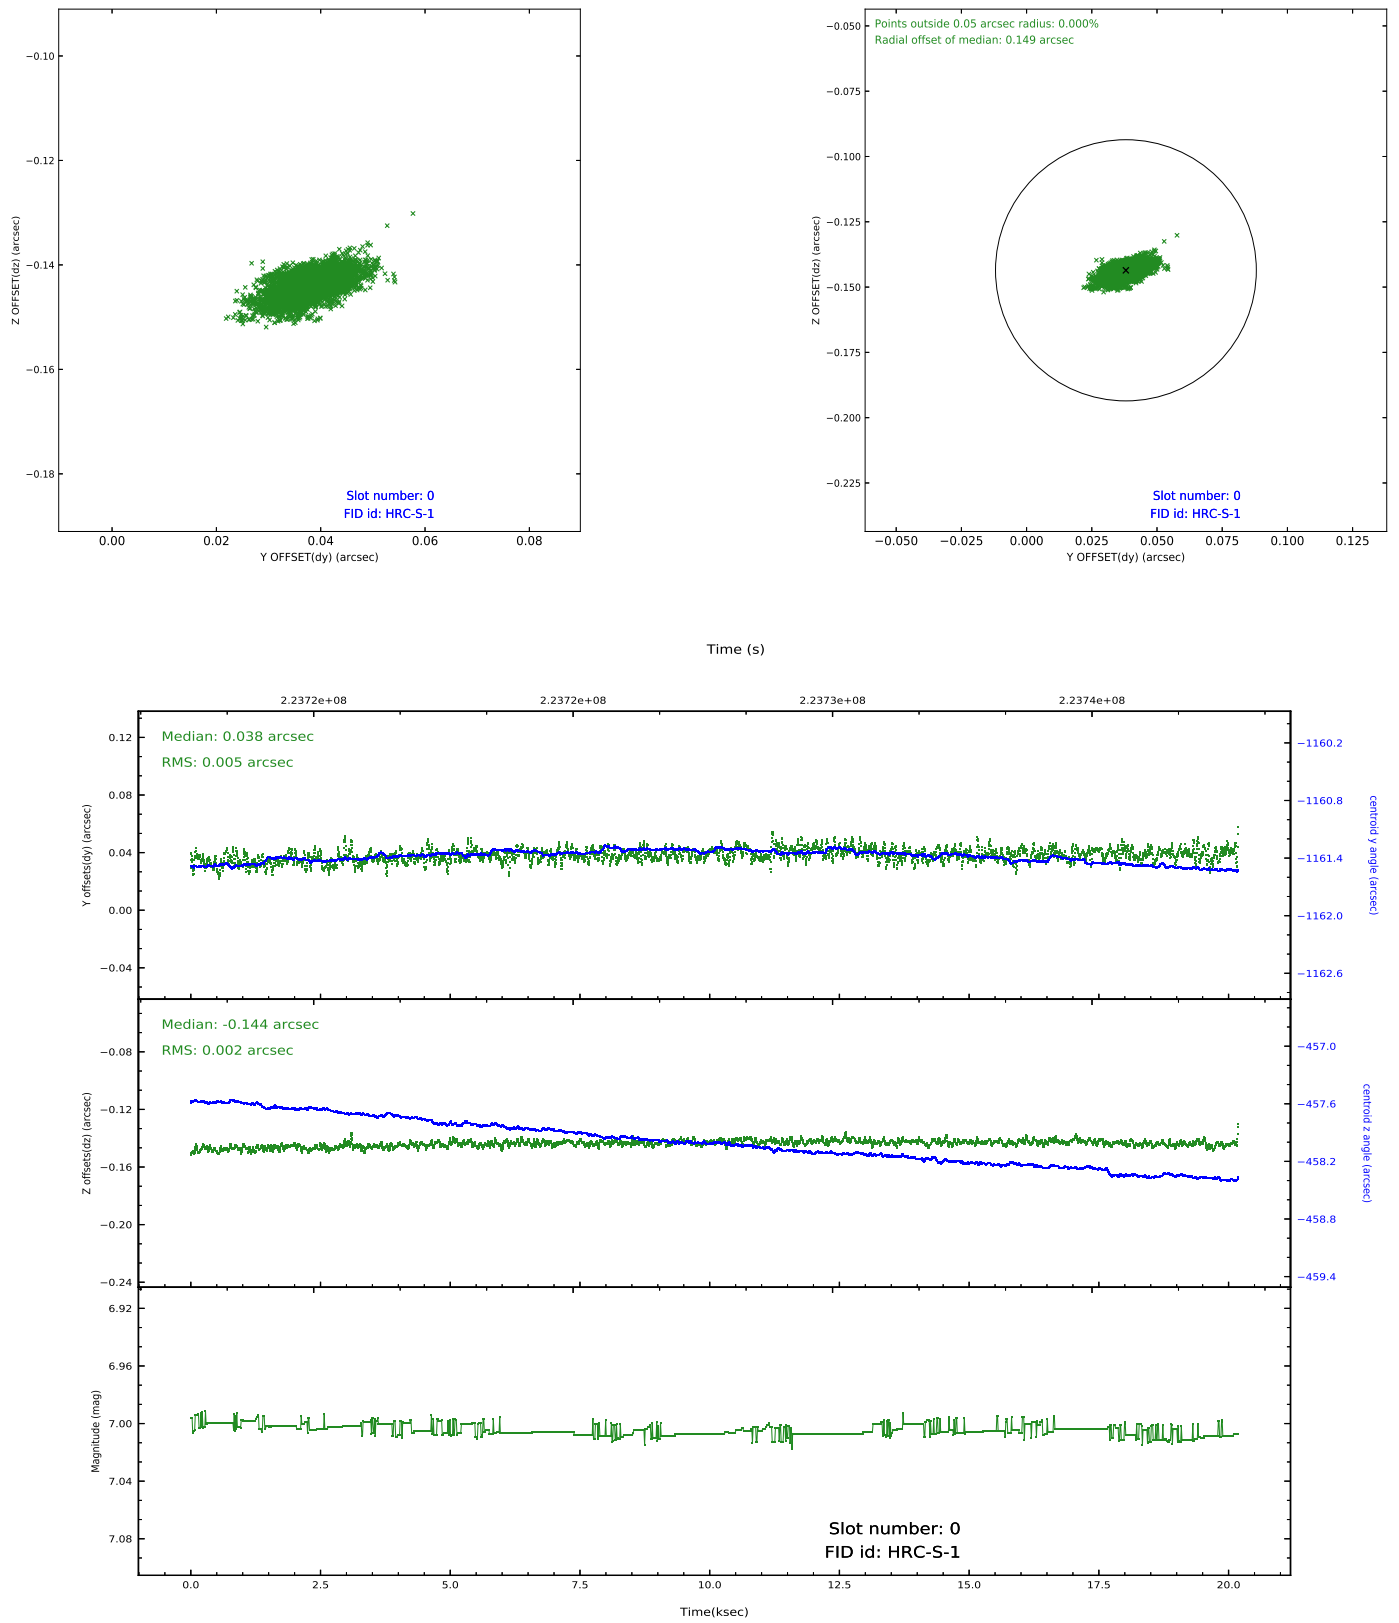 −0.10
−0.12
−0.14
−0.16
−0.18
Z OFFSET(dz) (arcsec)
Slot number: 0
FID id: HRC-S-1
0.00 0.02 0.04 0.06 0.08
Y OFFSET(dy) (arcsec)
Points outside 0.05 arcsec radius: 0.000%
Radial offset of median: 0.149 arcsec
−0.050
−0.075
−0.100
−0.125
−0.150
−0.175
−0.200
−0.225
Z OFFSET(dz) (arcsec)
Slot number: 0
FID id: HRC-S-1
−0.050 −0.025 0.000 0.025 0.050 0.075 0.100 0.125
Y OFFSET(dy) (arcsec)
Time (s)
2.2372e+08 2.2372e+08 2.2373e+08 2.2374e+08
Median: 0.038 arcsec
RMS: 0.005 arcsec
0.12
0.08
0.04
0.00
−0.04
Y offsets(dy) (arcsec)
−1160.2
−1160.8
−1161.4
−1162.0
−1162.6
centroid y angle (arcsec)
Median: -0.144 arcsec
RMS: 0.002 arcsec
−0.08
−0.12
−0.16
−0.20
−0.24
Z offsets(dz) (arcsec)
−457.0
−457.6
−458.2
−458.8
−459.4
centroid z angle (arcsec)
6.92
6.96
7.00
7.04
7.08
Magnitude (mag)
Slot number: 0
FID id: HRC-S-1
0.0 2.5 5.0 7.5 10.0 12.5 15.0 17.5 20.0
Time(ksec)